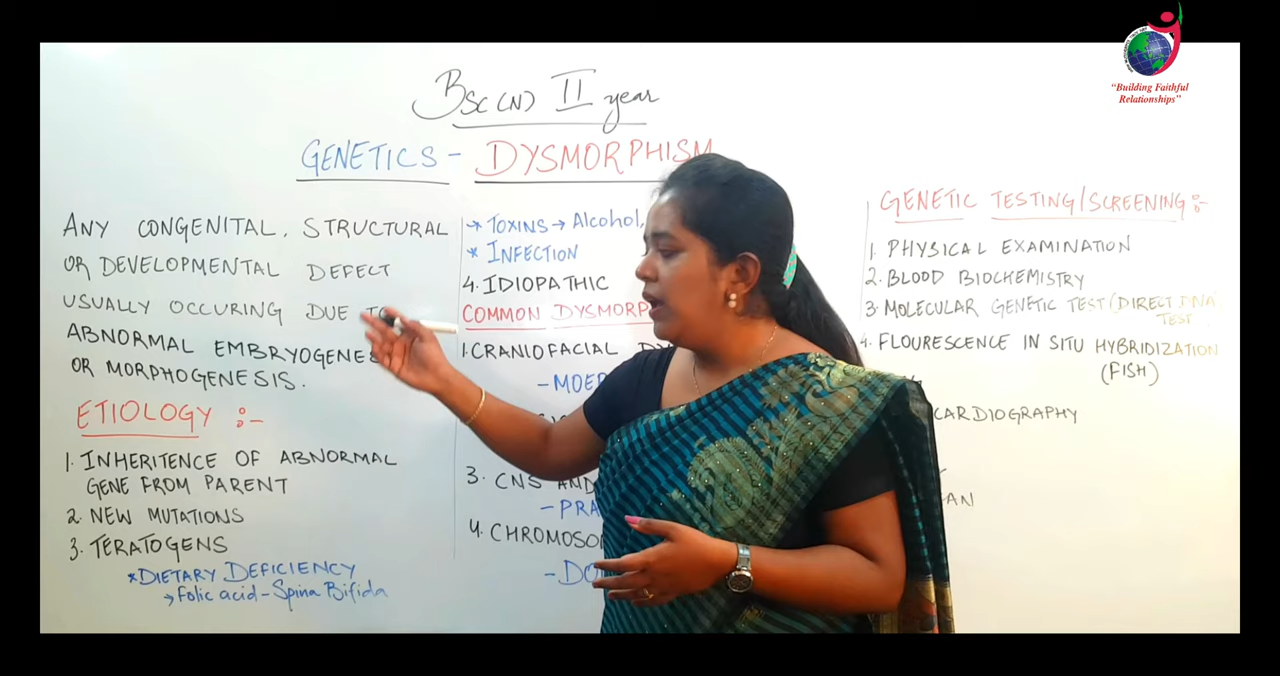 "Building Faithful
Relationships"
BSC (N) II year
GENETICS - DYSMORPHISM
ANY CONGENITAL, STRUCTURAL
OR DEVELOPMENTAL DEFECT
USUALLY OCCURING DUE TO
ABNORMAL
OR MORPHOGENESIS.
ETIOLOGY :-
1. INHERITENCE OF ABNORMAL
GENE FROM PARENT
2. NEW MUTATIONS
3. TERATOGENS
* DIETARY DEFICIENCY
→ Folic acid - Spina Bifida
* TOXINS → Alcohol,
* INFECTION
4. IDIOPATHIC
COMMON
1. CRANIOFACIAL
3. CNS
4.
GENETIC TESTING/SCREENING :-
1. PHYSICAL EXAMINATION
2. BLOOD BIOCHEMISTRY
3. MOLECULAR GENETIC TEST (DIRECT DNA
TEST
4. FLOURESCENCE IN SITU HYBRIDIZATION
(FISH)